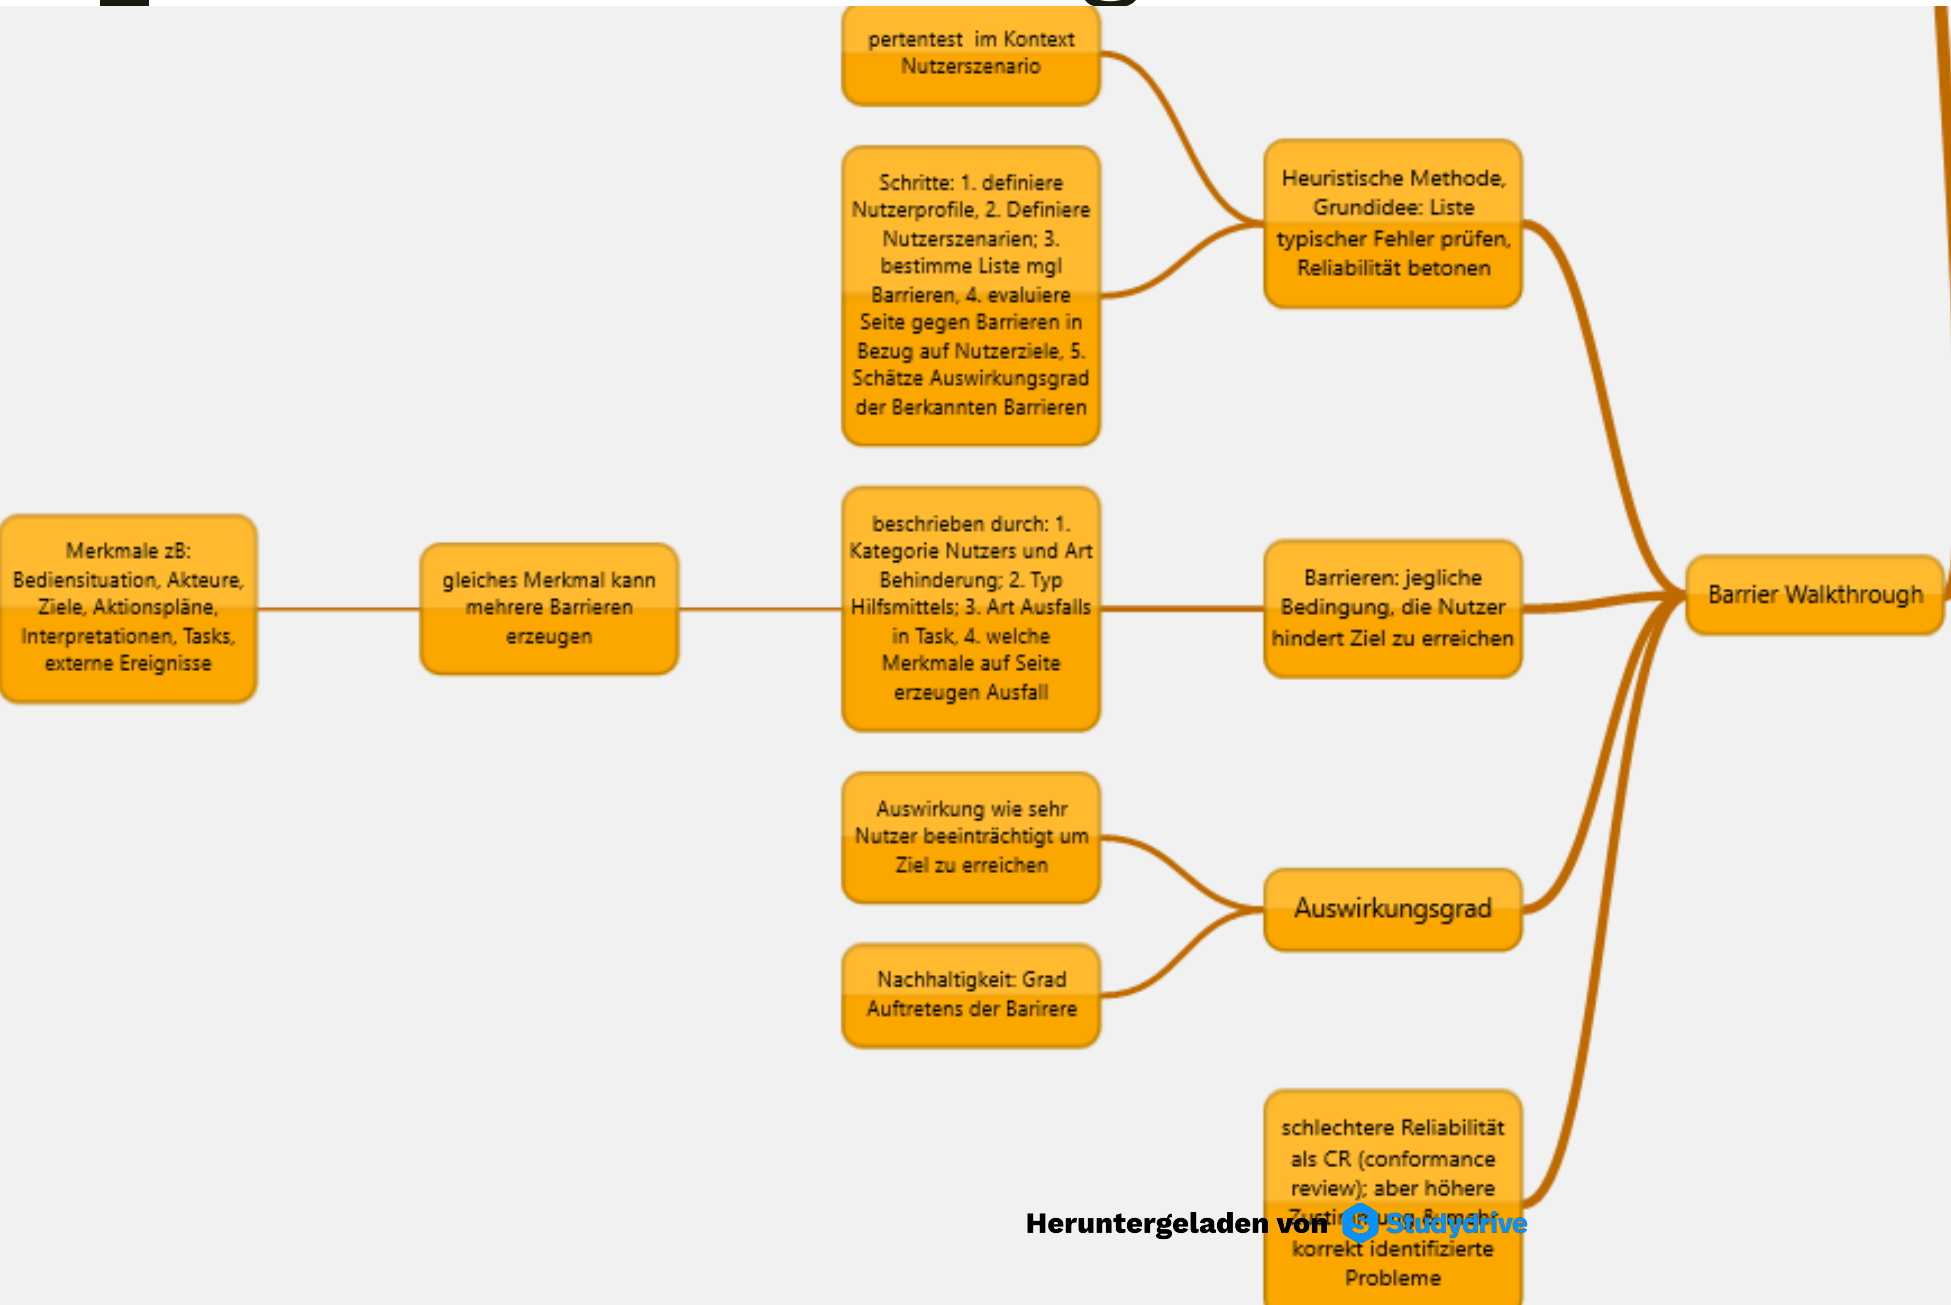 pertentest im Kontext
Nutzerszenario
Schritte: 1. definiere
Nutzerprofile, 2. Definiere
Nutzerszenarien; 3.
bestimme Liste mgl
Barrieren, 4. evaluiere
Seite gegen Barrieren in
Bezug auf Nutzerziele, 5.
Schätze Auswirkungsgrad
der Berkannten Barrieren
Heuristische Methode,
Grundidee: Liste
typischer Fehler prüfen,
Reliabilität betonen
Merkmale zB:
Bediensituation, Akteure,
Ziele, Aktionspläne,
Interpretationen, Tasks,
externe Ereignisse
gleiches Merkmal kann
mehrere Barrieren
erzeugen
beschrieben durch: 1.
Kategorie Nutzers und Art
Behinderung; 2. Typ
Hilfsmittels; 3. Art Ausfalls
in Task, 4. welche
Merkmale auf Seite
erzeugen Ausfall
Barrieren: jegliche
Bedingung, die Nutzer
hindert Ziel zu erreichen
Barrier Walkthrough
Auswirkung wie sehr
Nutzer beeinträchtigt um
Ziel zu erreichen
Nachhaltigkeit: Grad
Auftretens der Barirere
Auswirkungsgrad
schlechtere Reliabilität
als CR (conformance
review); aber höhere
korrekt identifizierte
Probleme
Heruntergeladen von Studydrive